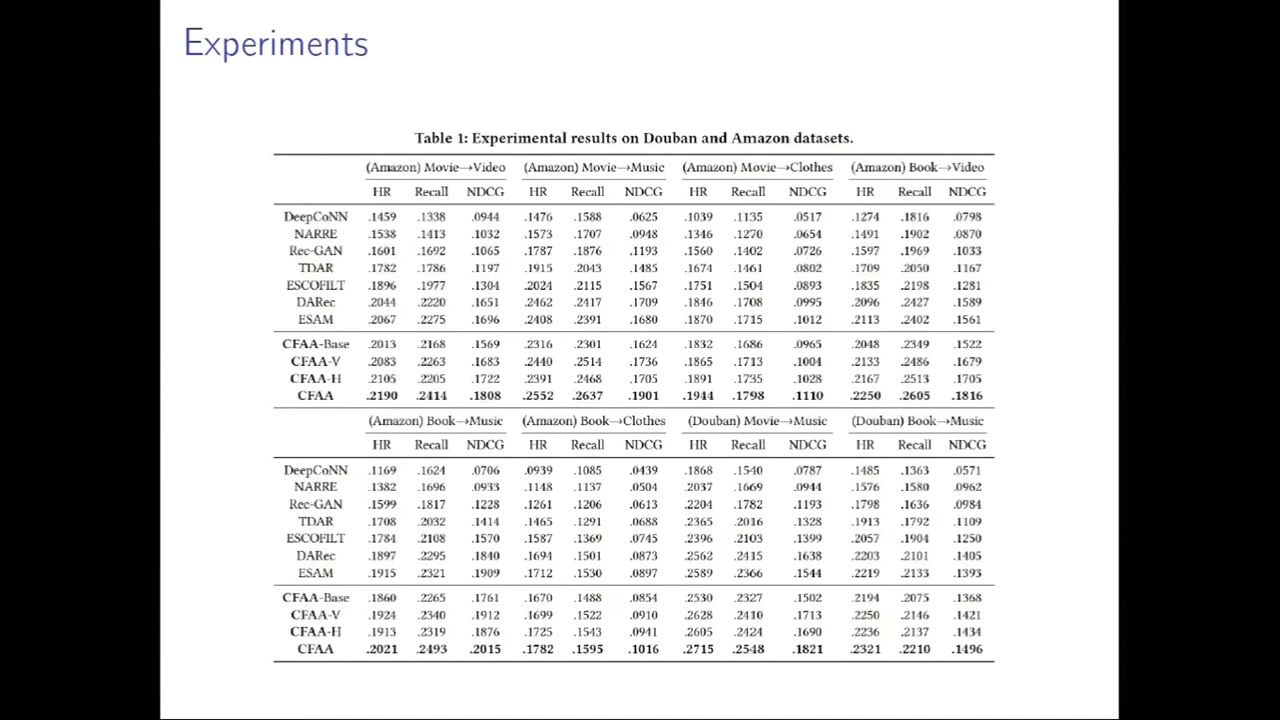 Experiments
Table 1: Experimental results on Douban and Amazon datasets.
(Amazon) Movie→Video (Amazon) Movie→Music (Amazon) Movie→Clothes (Amazon) Book→Video
HR Recall NDCG HR Recall NDCG HR Recall NDCG HR Recall NDCG
DeepCoNN .1459 .1338 .0944 .1476 .1588 .0625 .1039 .1135 .0517 .1274 .1816 .0798
NARRE .1538 .1413 .1032 .1573 .1707 .0948 .1346 .1270 .0654 .1491 .1902 .0870
Rec-GAN .1601 .1692 .1065 .1787 .1876 .1193 .1560 .1402 .0726 .1597 .1969 .1033
TDAR .1782 .1786 .1197 .1915 .2043 .1485 .1674 .1461 .0802 .1709 .2050 .1167
ESCOFILT .1896 .1977 .1304 .2024 .2115 .1567 .1751 .1504 .0893 .1835 .2198 .1281
DARec .2044 .2220 .1651 .2462 .2417 .1709 .1846 .1708 .0995 .2096 .2427 .1589
ESAM .2067 .2275 .1696 .2408 .2391 .1680 .1870 .1715 .1012 .2113 .2402 .1561
CFAA-Base .2013 .2168 .1569 .2316 .2301 .1624 .1832 .1686 .0965 .2048 .2349 .1522
CFAA-V .2083 .2263 .1683 .2440 .2514 .1736 .1865 .1713 .1004 .2133 .2486 .1679
CFAA-H .2105 .2205 .1722 .2391 .2468 .1705 .1891 .1735 .1028 .2167 .2513 .1705
CFAA .2190 .2414 .1808 .2552 .2637 .1901 .1944 .1798 .1110 .2250 .2605 .1816
(Amazon) Book→Music (Amazon) Book→Clothes (Douban) Movie→Music (Douban) Book→Music
HR Recall NDCG HR Recall NDCG HR Recall NDCG HR Recall NDCG
DeepCoNN .1169 .1624 .0706 .0939 .1085 .0439 .1868 .1540 .0787 .1485 .1363 .0571
NARRE .1382 .1696 .0933 .1148 .1137 .0504 .2037 .1669 .0944 .1576 .1580 .0962
Rec-GAN .1599 .1817 .1228 .1261 .1206 .0613 .2204 .1782 .1193 .1798 .1636 .0984
TDAR .1708 .2032 .1414 .1465 .1291 .0688 .2365 .2016 .1328 .1913 .1792 .1109
ESCOFILT .1784 .2108 .1570 .1587 .1369 .0745 .2396 .2103 .1399 .2057 .1904 .1250
DARec .1897 .2295 .1840 .1694 .1501 .0873 .2562 .2415 .1638 .2203 .2101 .1405
ESAM .1915 .2321 .1909 .1712 .1530 .0897 .2589 .2366 .1544 .2219 .2133 .1393
CFAA-Base .1860 .2265 .1761 .1670 .1488 .0854 .2530 .2327 .1502 .2194 .2075 .1368
CFAA-V .1924 .2340 .1912 .1699 .1522 .0910 .2628 .2410 .1713 .2250 .2146 .1421
CFAA-H .1913 .2319 .1876 .1725 .1543 .0941 .2605 .2424 .1690 .2236 .2137 .1434
CFAA .2021 .2493 .2015 .1782 .1595 .1016 .2715 .2548 .1821 .2321 .2210 .1496